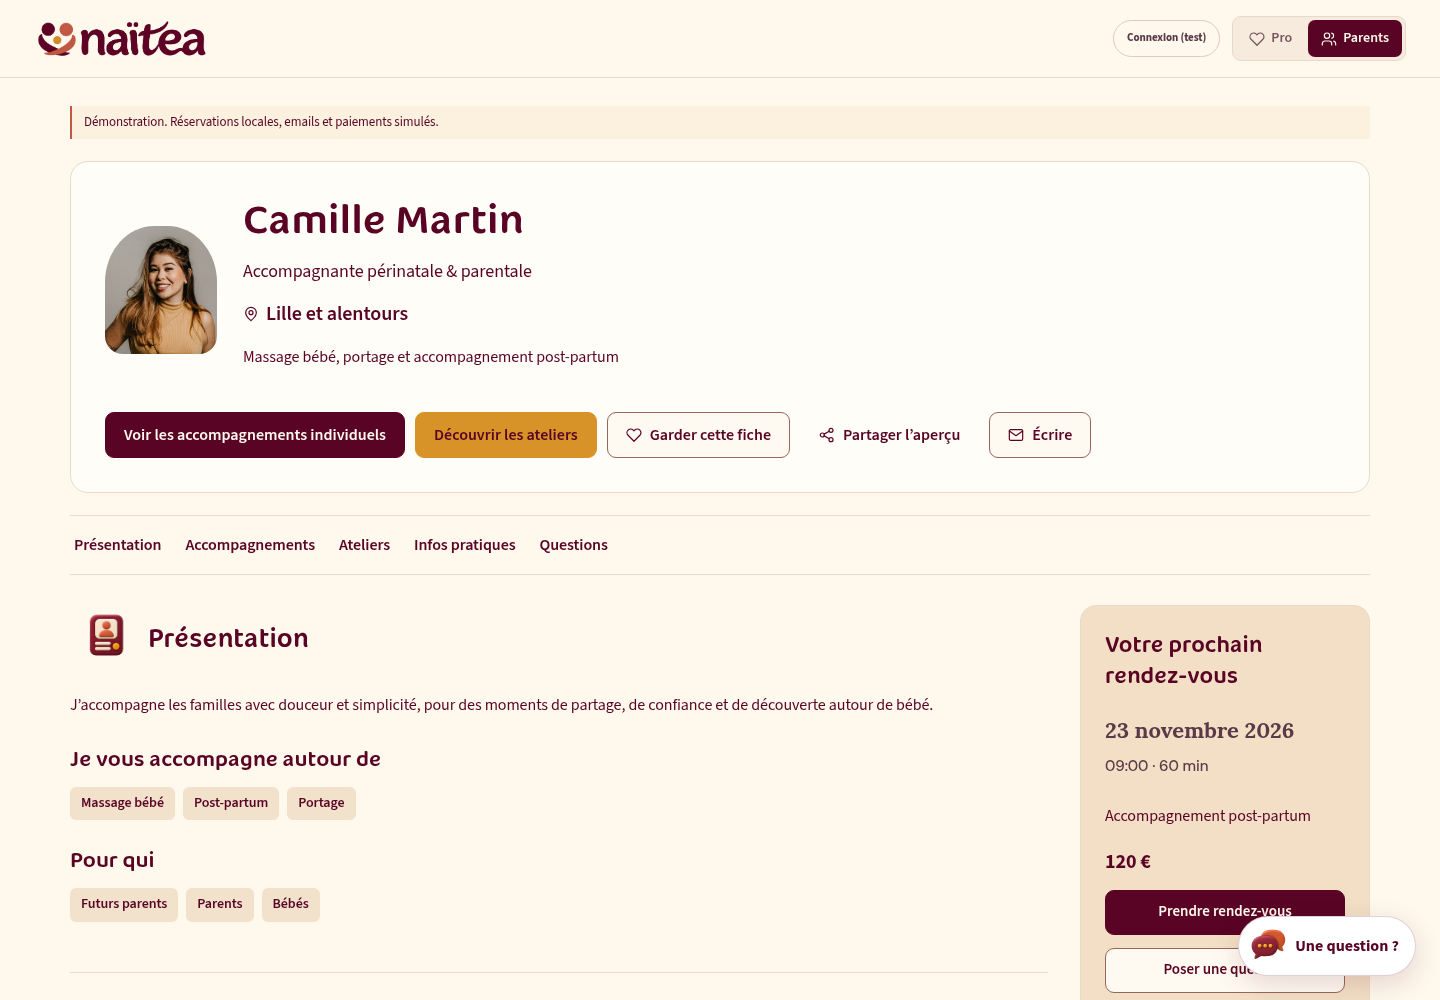 naïtea
Connexion (test)
Pro
Parents
Démonstration. Réservations locales, emails et paiements simulés.
Camille Martin
Accompagnante périnatale & parentale
Lille et alentours
Massage bébé, portage et accompagnement post-partum
Voir les accompagnements individuels
Découvrir les ateliers
Garder cette fiche
Partager l’aperçu
Écrire
Présentation
Accompagnements
Ateliers
Infos pratiques
Questions
Présentation
J’accompagne les familles avec douceur et simplicité, pour des moments de partage, de confiance et de découverte autour de bébé.
Je vous accompagne autour de
Massage bébé
Post-partum
Portage
Pour qui
Futurs parents
Parents
Bébés
Votre prochain
rendez-vous
23 novembre 2026
09:00 · 60 min
Accompagnement post-partum
120 €
Prendre rendez-vous
Poser une
Une question ?